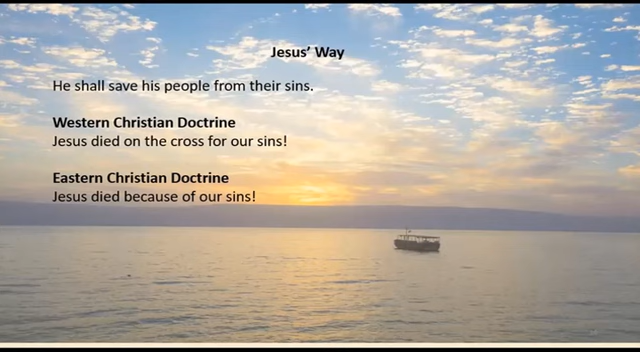 Jesus’ Way
He shall save his people from their sins.
Western Christian Doctrine
Jesus died on the cross for our sins!
Eastern Christian Doctrine
Jesus died because of our sins!